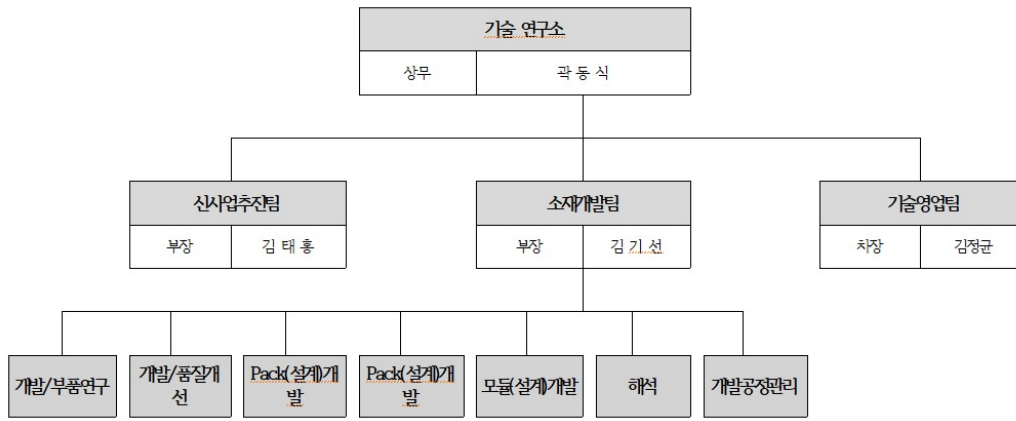 기술 연구소
상무 곽 동 식
신사업추진팀
부장 김 태 홍
소재개발팀
부장 김 기 선
기술영업팀
차장 김정균
개발/부품연구
개발/품질개
선
Pack(설계)개
발
Pack(설계)개
발
모듈(설계)개발
해석
개발공정관리